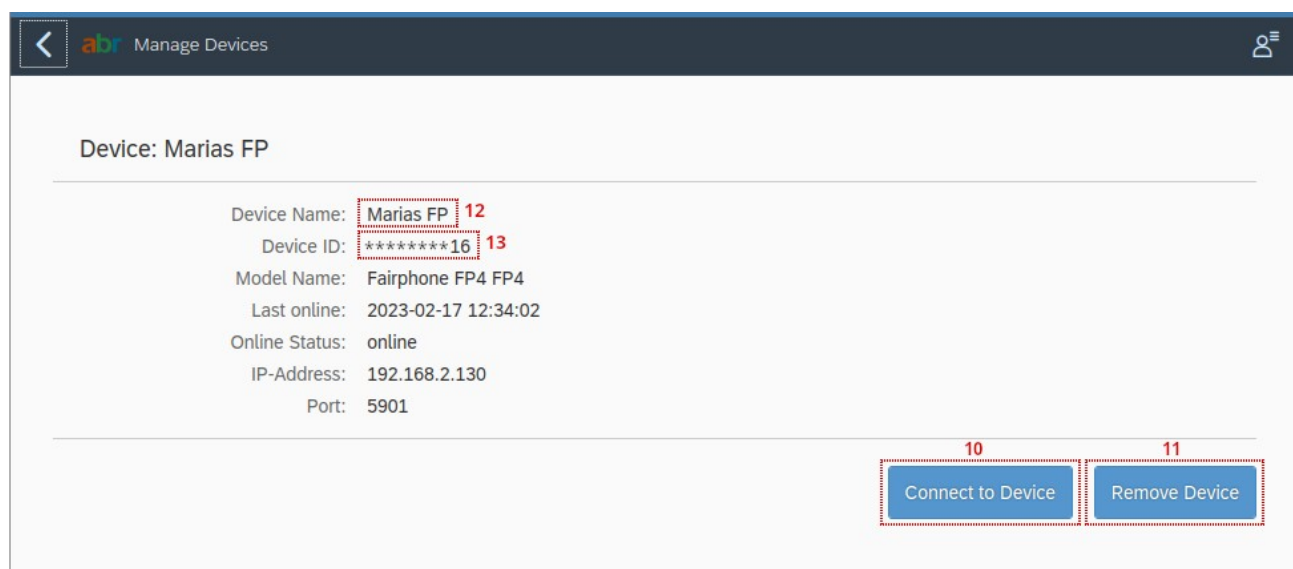 abr Manage Devices
Device: Marias FP
Device Name: Marias FP 12
Device ID: ********16 13
Model Name: Fairphone FP4 FP4
Last online: 2023-02-17 12:34:02
Online Status: online
IP-Address: 192.168.2.130
Port: 5901
10 11
Connect to Device Remove Device